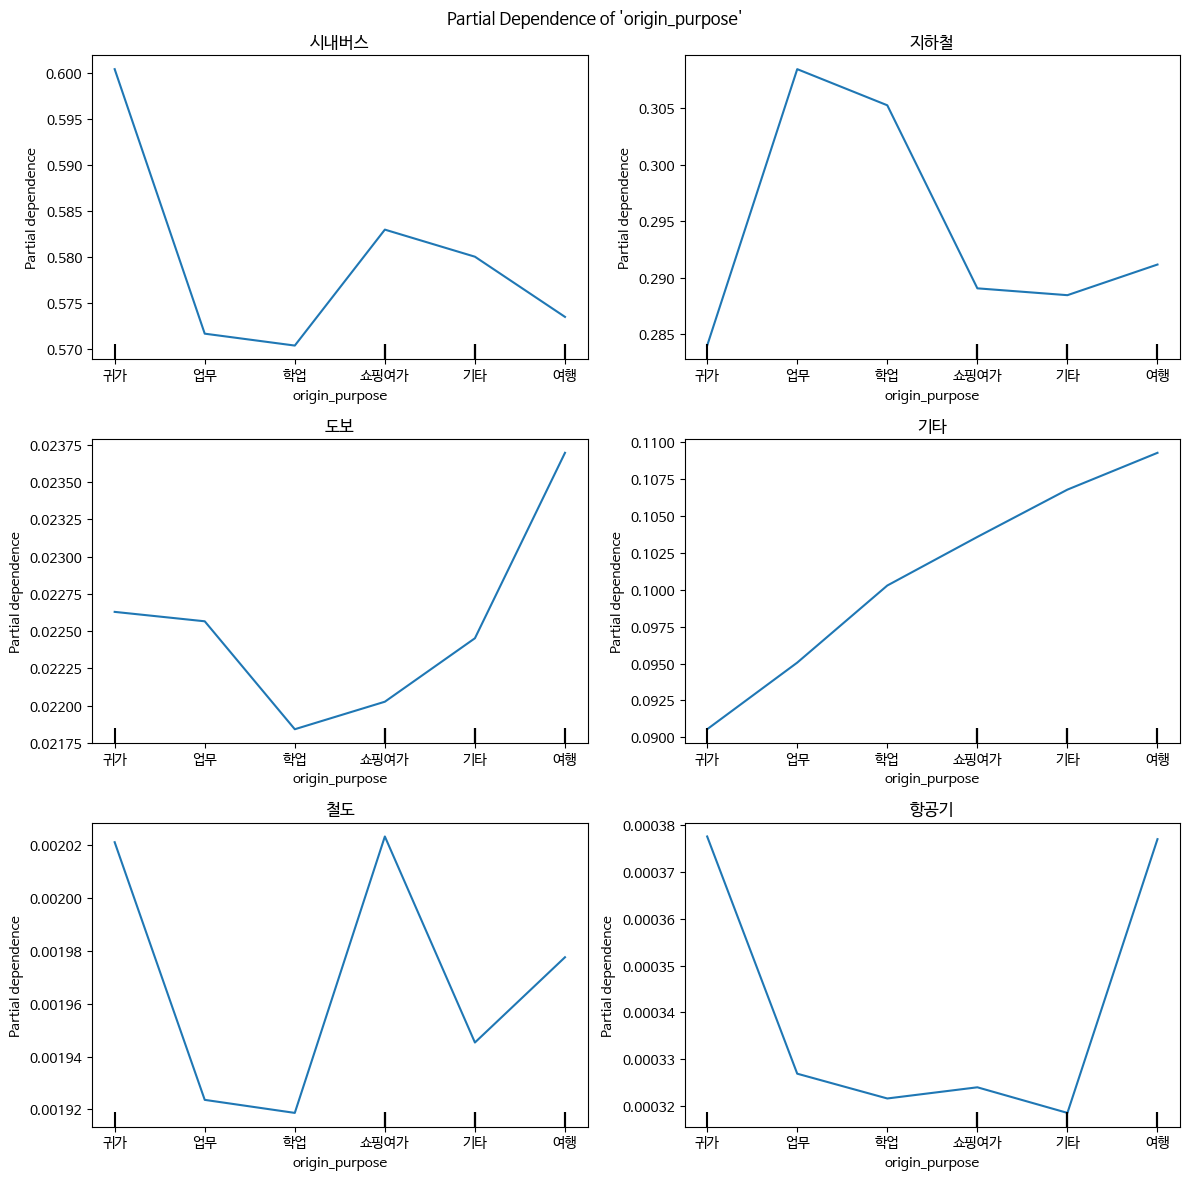 Partial Dependence of 'origin_purpose'
시내버스
Partial dependence
0.600
0.595
0.590
0.585
0.580
0.575
0.570
귀가 업무 학업 쇼핑여가 기타 여행
origin_purpose
지하철
Partial dependence
0.305
0.300
0.295
0.290
0.285
귀가 업무 학업 쇼핑여가 기타 여행
origin_purpose
도보
Partial dependence
0.02375
0.02350
0.02325
0.02300
0.02275
0.02250
0.02225
0.02200
0.02175
귀가 업무 학업 쇼핑여가 기타 여행
origin_purpose
기타
Partial dependence
0.1100
0.1075
0.1050
0.1025
0.1000
0.0975
0.0950
0.0925
0.0900
귀가 업무 학업 쇼핑여가 기타 여행
origin_purpose
철도
Partial dependence
0.00202
0.00200
0.00198
0.00196
0.00194
0.00192
귀가 업무 학업 쇼핑여가 기타 여행
origin_purpose
항공기
Partial dependence
0.00038
0.00037
0.00036
0.00035
0.00034
0.00033
0.00032
귀가 업무 학업 쇼핑여가 기타 여행
origin_purpose